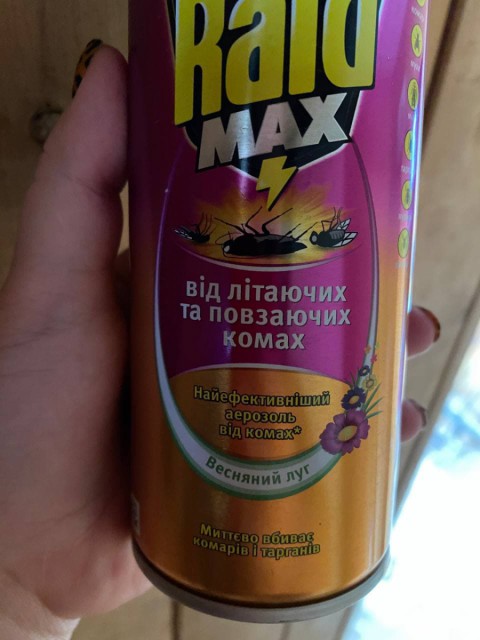 Raid
MAX
від літаючих
та повзаючих
комах
Найефективніший
аерозоль
від комах*
Весняний луг
Миттєво вбиває
комарів і тарганів